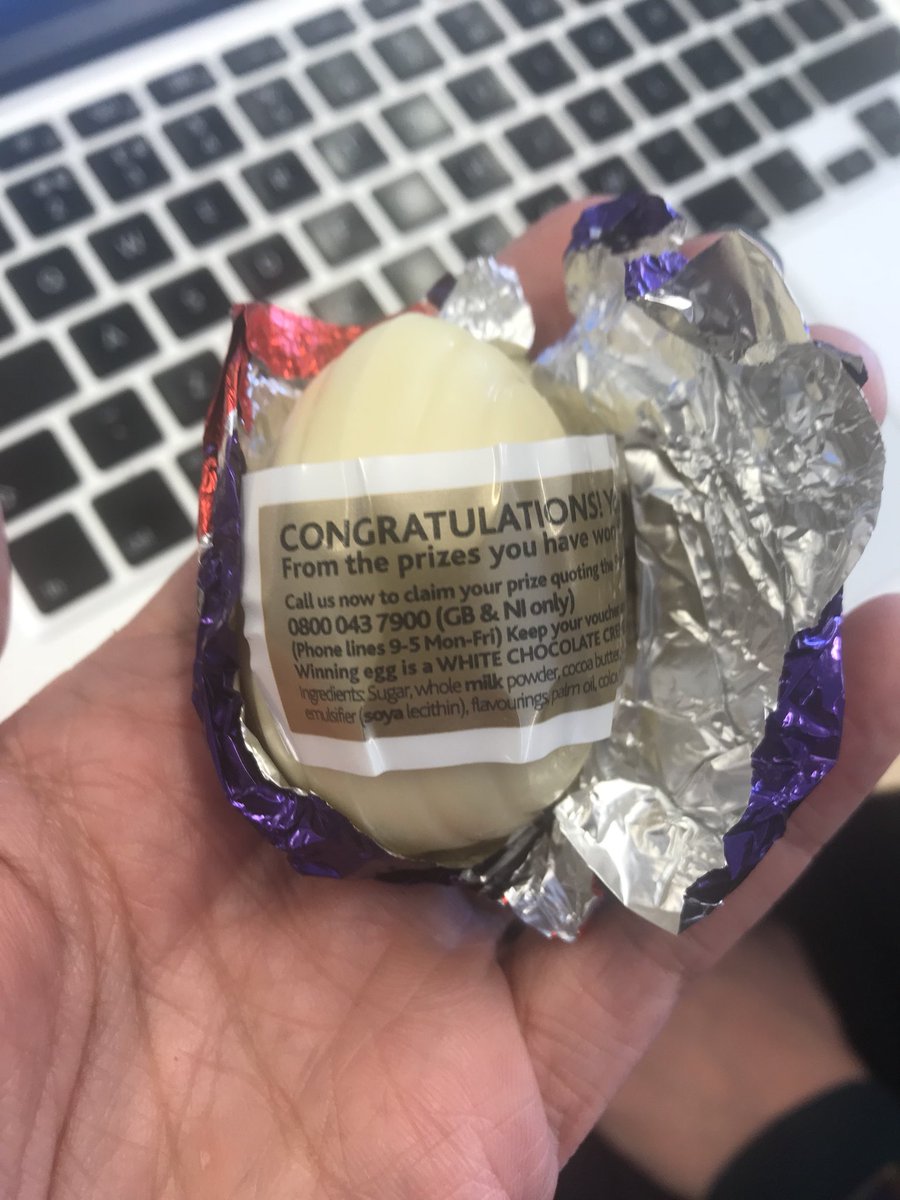 CONGRATULATIONS!
From the prizes you have won
Call us now to claim your prize quoting the
0800 043 7900 (GB & NI only)
(Phone lines 9-5 Mon-Fri) Keep your voucher
Winning egg is a WHITE CHOCOLATE
Ingredients: Sugar, whole milk powder, cocoa butter,
emulsifier (soya lecithin), flavourings, palm oil,